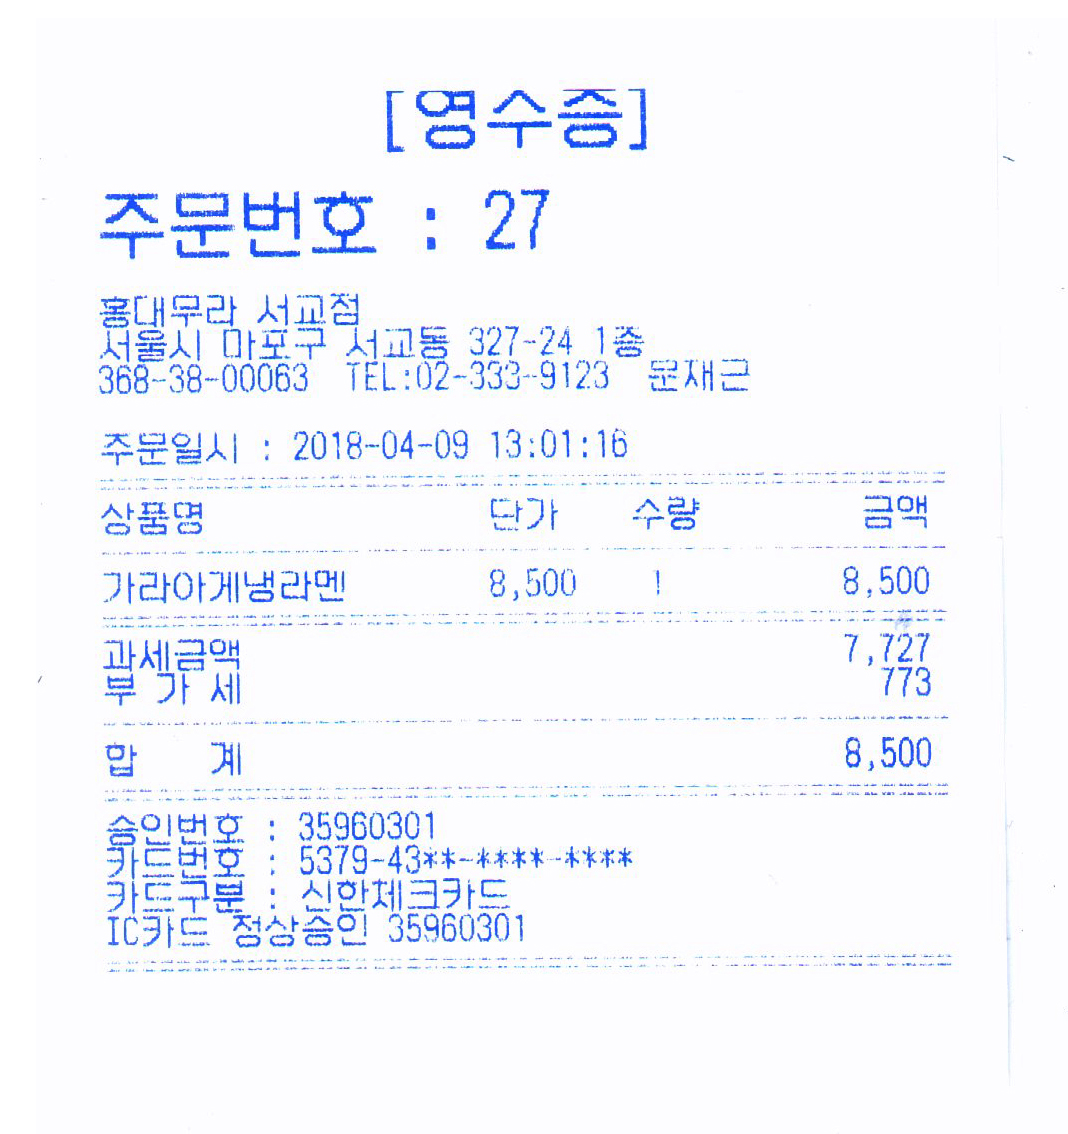 [영수증]
주문번호 : 27
홍대무라 서교점
서울시 마포구 서교동 327-24 1층
368-38-00063 TEL:02-333-9123 문재근
주문일시 : 2018-04-09 13:01:16
상품명 단가 수량 금액
가라아게냉라멘 8,500 1 8,500
과세금액 7,727
부 가 세 773
합 계 8,500
승인번호 : 35960301
카드번호 : 5379-43**-****-****
카드구분 : 신한체크카드
IC카드 정상승인 35960301